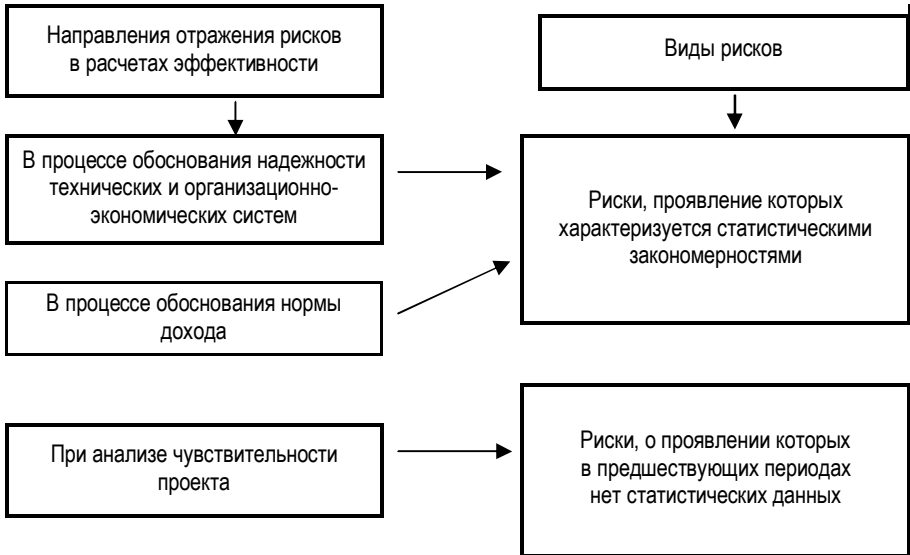 Направления отражения рисков
в расчетах эффективности
Виды рисков
В процессе обоснования надежности
технических и организационно-
экономических систем
Риски, проявление которых
характеризуется статистическими
закономерностями
В процессе обоснования нормы
дохода
При анализе чувствительности
проекта
Риски, о проявлении которых
в предшествующих периодах
нет статистических данных